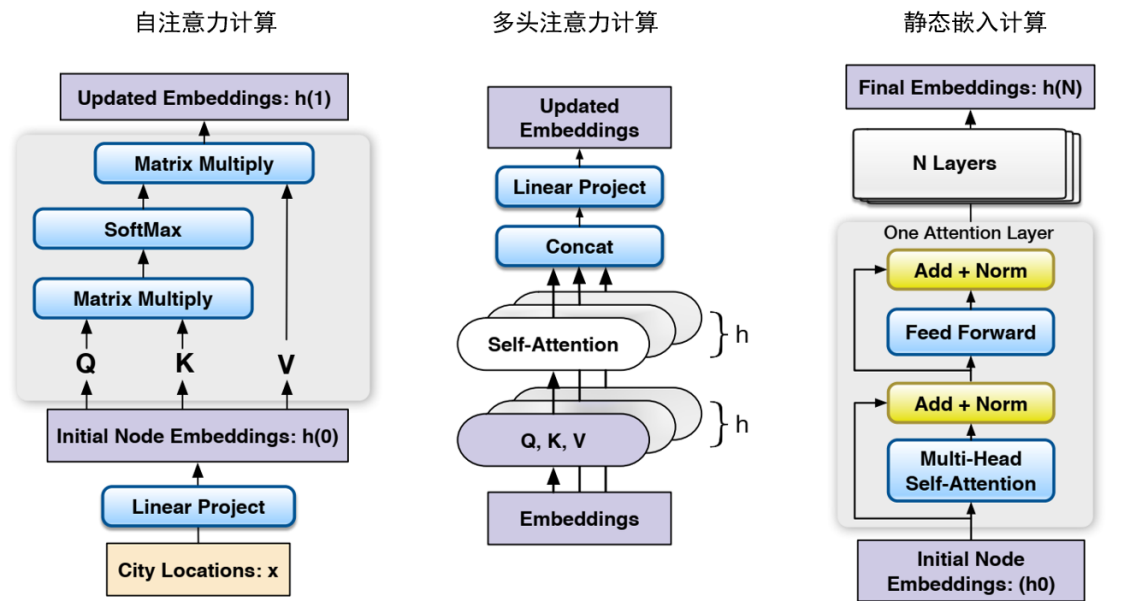 自注意力计算
Updated Embeddings: h(1)
Matrix Multiply
SoftMax
Matrix Multiply
Q
K
V
Initial Node Embeddings: h(0)
Linear Project
City Locations: x
多头注意力计算
Updated
Embeddings
Linear Project
Concat
Self-Attention
h
Q, K, V
h
Embeddings
静态嵌入计算
Final Embeddings: h(N)
N Layers
One Attention Layer
Add + Norm
Feed Forward
Add + Norm
Multi-Head
Self-Attention
Initial Node
Embeddings: (h0)